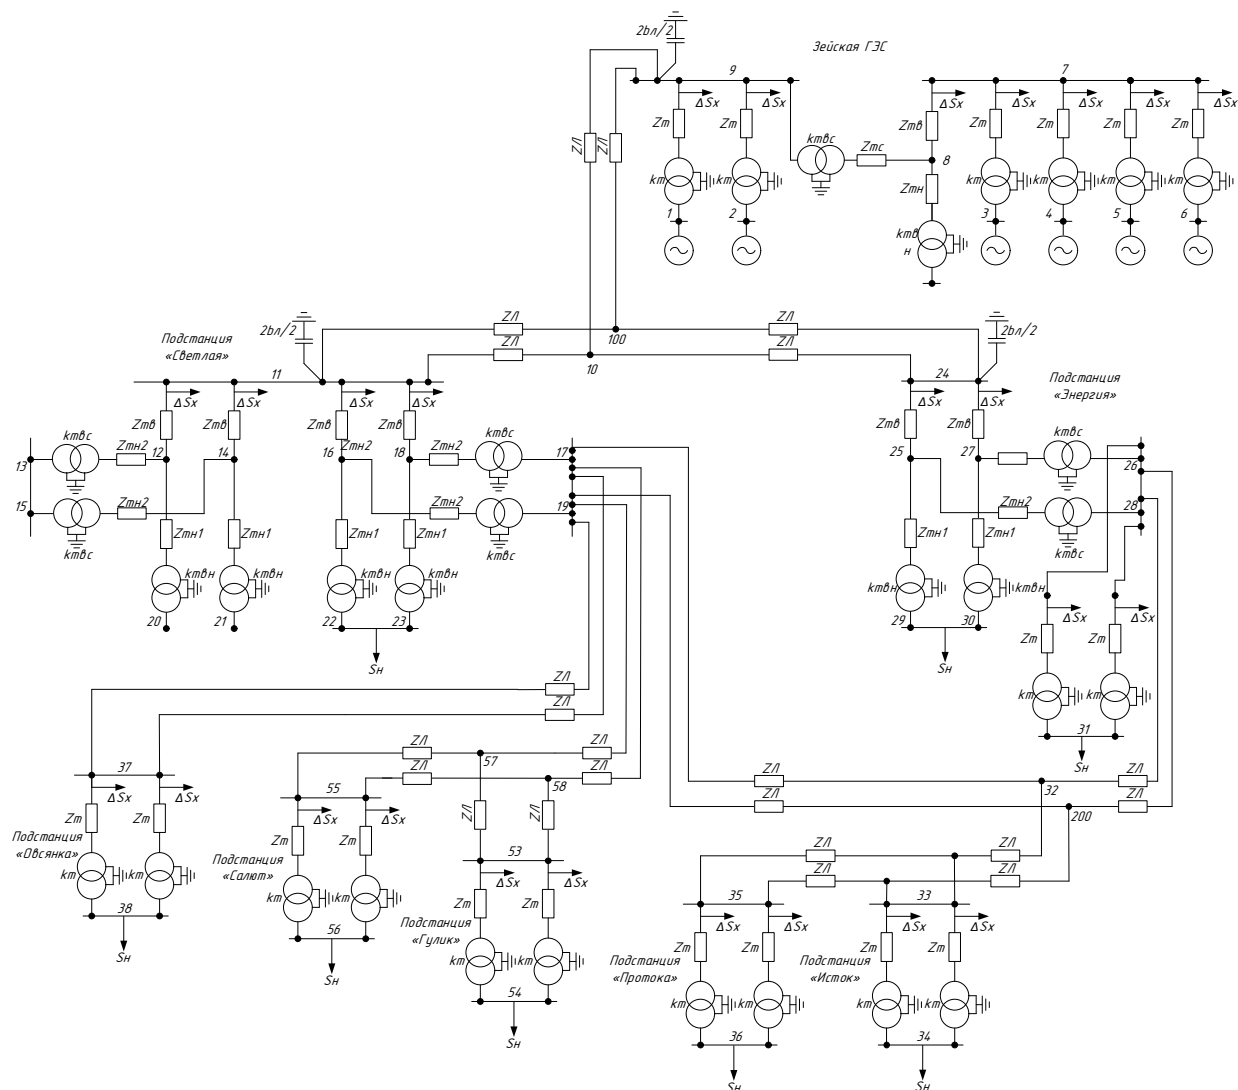 2bл/2
Зейская ГЭС
9
7
ΔSx
ΔSx
ΔSx
ΔSx
ΔSx
ΔSx
ΔSx
Zт
Zт
Zтв
Zт
Zт
Zт
Zт
ZЛ
ZЛ
kтвс
Zтс
8
kт
kт
Zтн
kт
kт
kт
kт
1
2
3
4
5
6
kтв
н
2bл/2
ZЛ
ZЛ
2bл/2
Подстанция
«Светлая»
100
ZЛ
ZЛ
10
11
24
Подстанция
«Энергия»
ΔSx
ΔSx
ΔSx
ΔSx
ΔSx
ΔSx
Zтв
Zтв
Zтв
Zтв
Zтв
Zтв
kтвс
Zтн2
12
14
Zтн2
16
18
Zтн2
kтвс
17
25
27
kтвс
13
26
15
Zтн2
Zтн2
19
Zтн2
28
kтвс
kтвс
kтвс
Zтн1
Zтн1
Zтн1
Zтн1
Zтн1
Zтн1
kтвн
kтвн
kтвн
kтвн
kтвн
kтвн
20
21
22
23
29
30
Sн
Sн
ΔSx
ΔSx
Zт
Zт
kт
kт
31
Sн
ZЛ
ZЛ
ZЛ
ZЛ
57
ZЛ
ZЛ
58
ZЛ
ZЛ
32
ZЛ
ZЛ
200
37
ΔSx
ΔSx
Zт
Zт
Подстанция
«Овсянка»
kт
kт
38
Sн
55
ΔSx
ΔSx
Zт
Zт
Подстанция
«Салют»
kт
kт
56
Sн
ZЛ
ZЛ
53
ΔSx
ΔSx
Zт
Zт
Подстанция
«Гулик»
kт
kт
54
Sн
ZЛ
ZЛ
ZЛ
ZЛ
35
33
ΔSx
ΔSx
ΔSx
ΔSx
Zт
Zт
Zт
Zт
Подстанция
«Протока»
Подстанция
«Исток»
kт
kт
kт
kт
36
34
Sн
Sн